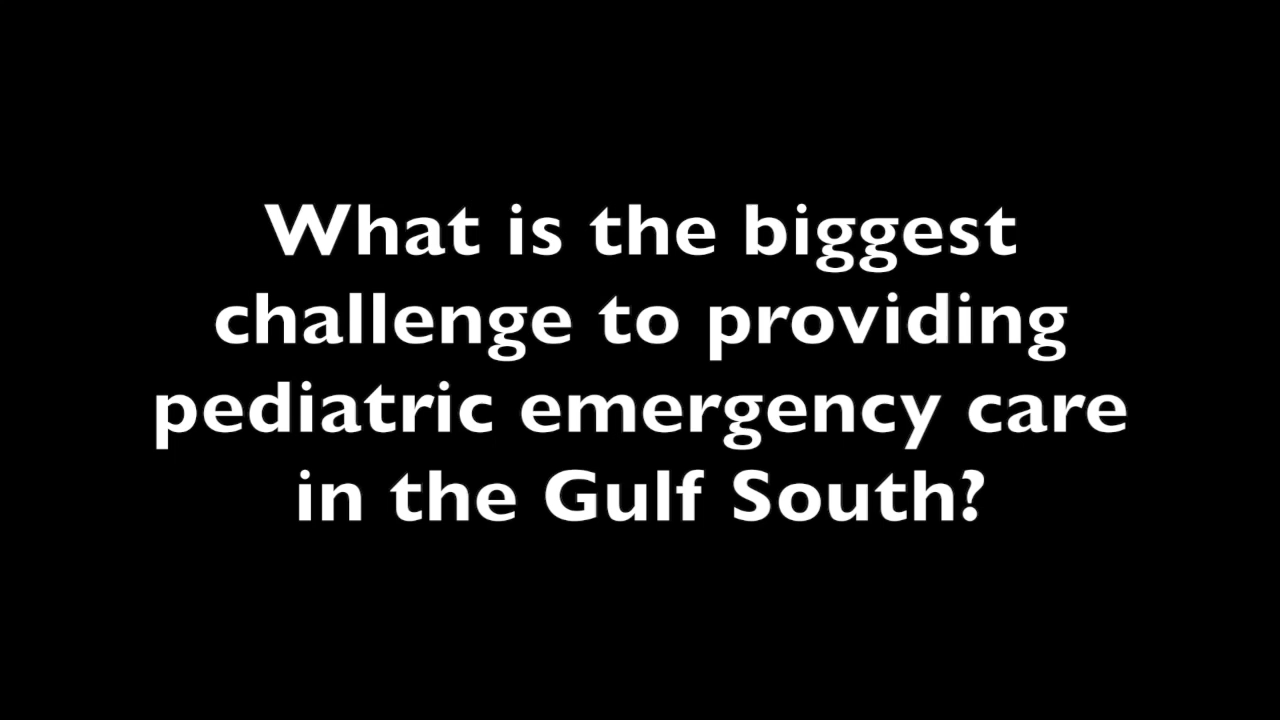 What is the biggest
challenge to providing
pediatric emergency care
in the Gulf South?